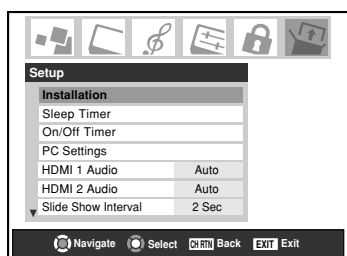 Setup
Installation
Sleep Timer
On/Off Timer
PC Settings
HDMI 1 Audio Auto
HDMI 2 Audio Auto
Slide Show Interval 2 Sec
Navigate Select CH RTN Back EXIT Exit